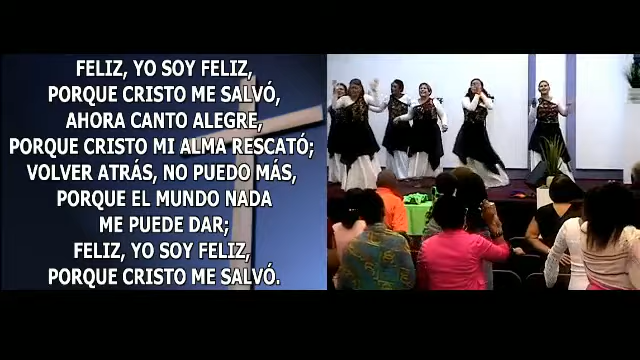 FELIZ, YO SOY FELIZ,
PORQUE CRISTO ME SALVÓ,
AHORA CANTO ALEGRE,
PORQUE CRISTO MI ALMA RESCATÓ;
VOLVER ATRÁS, NO PUEDO MÁS,
PORQUE EL MUNDO NADA
ME PUEDE DAR;
FELIZ, YO SOY FELIZ,
PORQUE CRISTO ME SALVÓ.